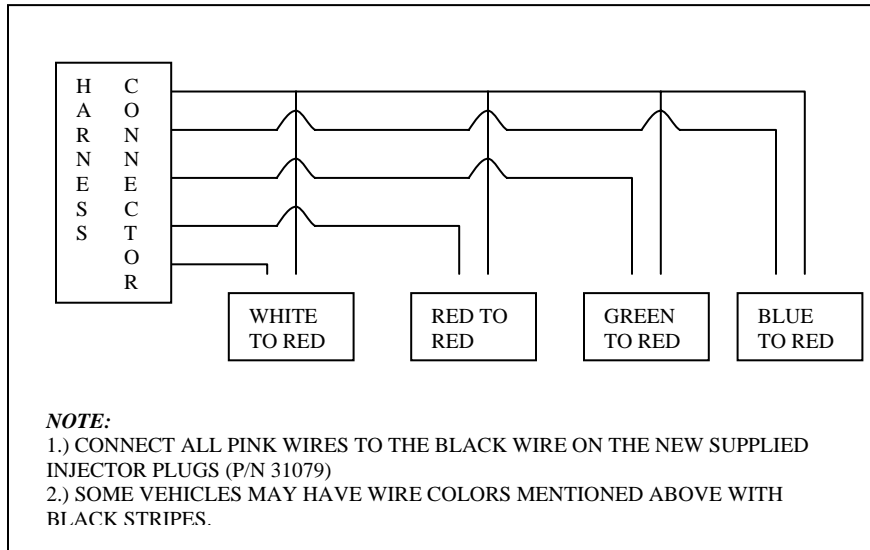 HARNESS
CONNECTOR
WHITE
TO RED
RED TO
RED
GREEN
TO RED
BLUE
TO RED
NOTE:
1.) CONNECT ALL PINK WIRES TO THE BLACK WIRE ON THE NEW SUPPLIED
INJECTOR PLUGS (P/N 31079)
2.) SOME VEHICLES MAY HAVE WIRE COLORS MENTIONED ABOVE WITH
BLACK STRIPES.